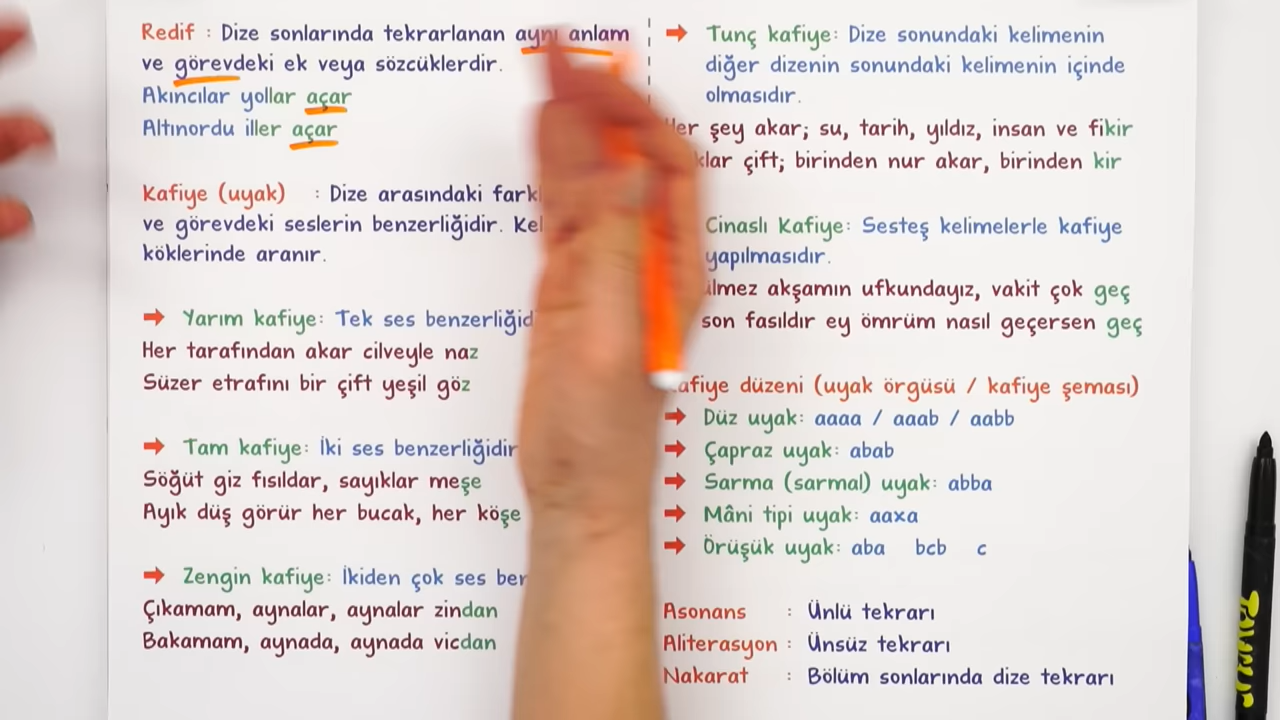 Redif : Dize sonlarında tekrarlanan aynı anlam
ve görevdeki ek veya sözcüklerdir.
Akıncılar yollar açar
Altınordu iller açar
Kafiye (uyak) : Dize arasındaki
ve görevdeki seslerin benzerliğidir.
köklerinde aranır.
→ Yarım kafiye: Tek ses
Her tarafından akar cilveyle naz
Süzer etrafını bir çift yeşil göz
→ Tam kafiye: İki ses benzerliğidir
Söğüt giz fısıldar, sayıklar meşe
Ayık düş görür her bucak, her köşe
→ Zengin kafiye: İkiden çok ses
Çıkamam, aynalar, aynalar zindan
Bakamam, aynada, aynada vicdan
→ Tunç kafiye: Dize sonundaki kelimenin
diğer dizenin sonundaki kelimenin içinde
olmasıdır.
şey akar; su, tarih, yıldız, insan ve fikir
çift; birinden nur akar, birinden kir
Cinaslı Kafiye: Sesteş kelimelerle kafiye
yapılmasıdır.
akşamın ufkundayız, vakit çok geç
son fasıldır ey ömrüm nasıl geçersen geç
Kafiye düzeni (uyak örgüsü / kafiye şeması)
→ Düz uyak: aaaa / aaab / aabb
→ Çapraz uyak: abab
→ Sarma (sarmal) uyak: abba
→ Mâni tipi uyak: aaxa
→ Örüşük uyak: aba bcb c
Asonans : Ünlü tekrarı
Aliterasyon : Ünsüz tekrarı
Nakarat : Bölüm sonlarında dize tekrarı